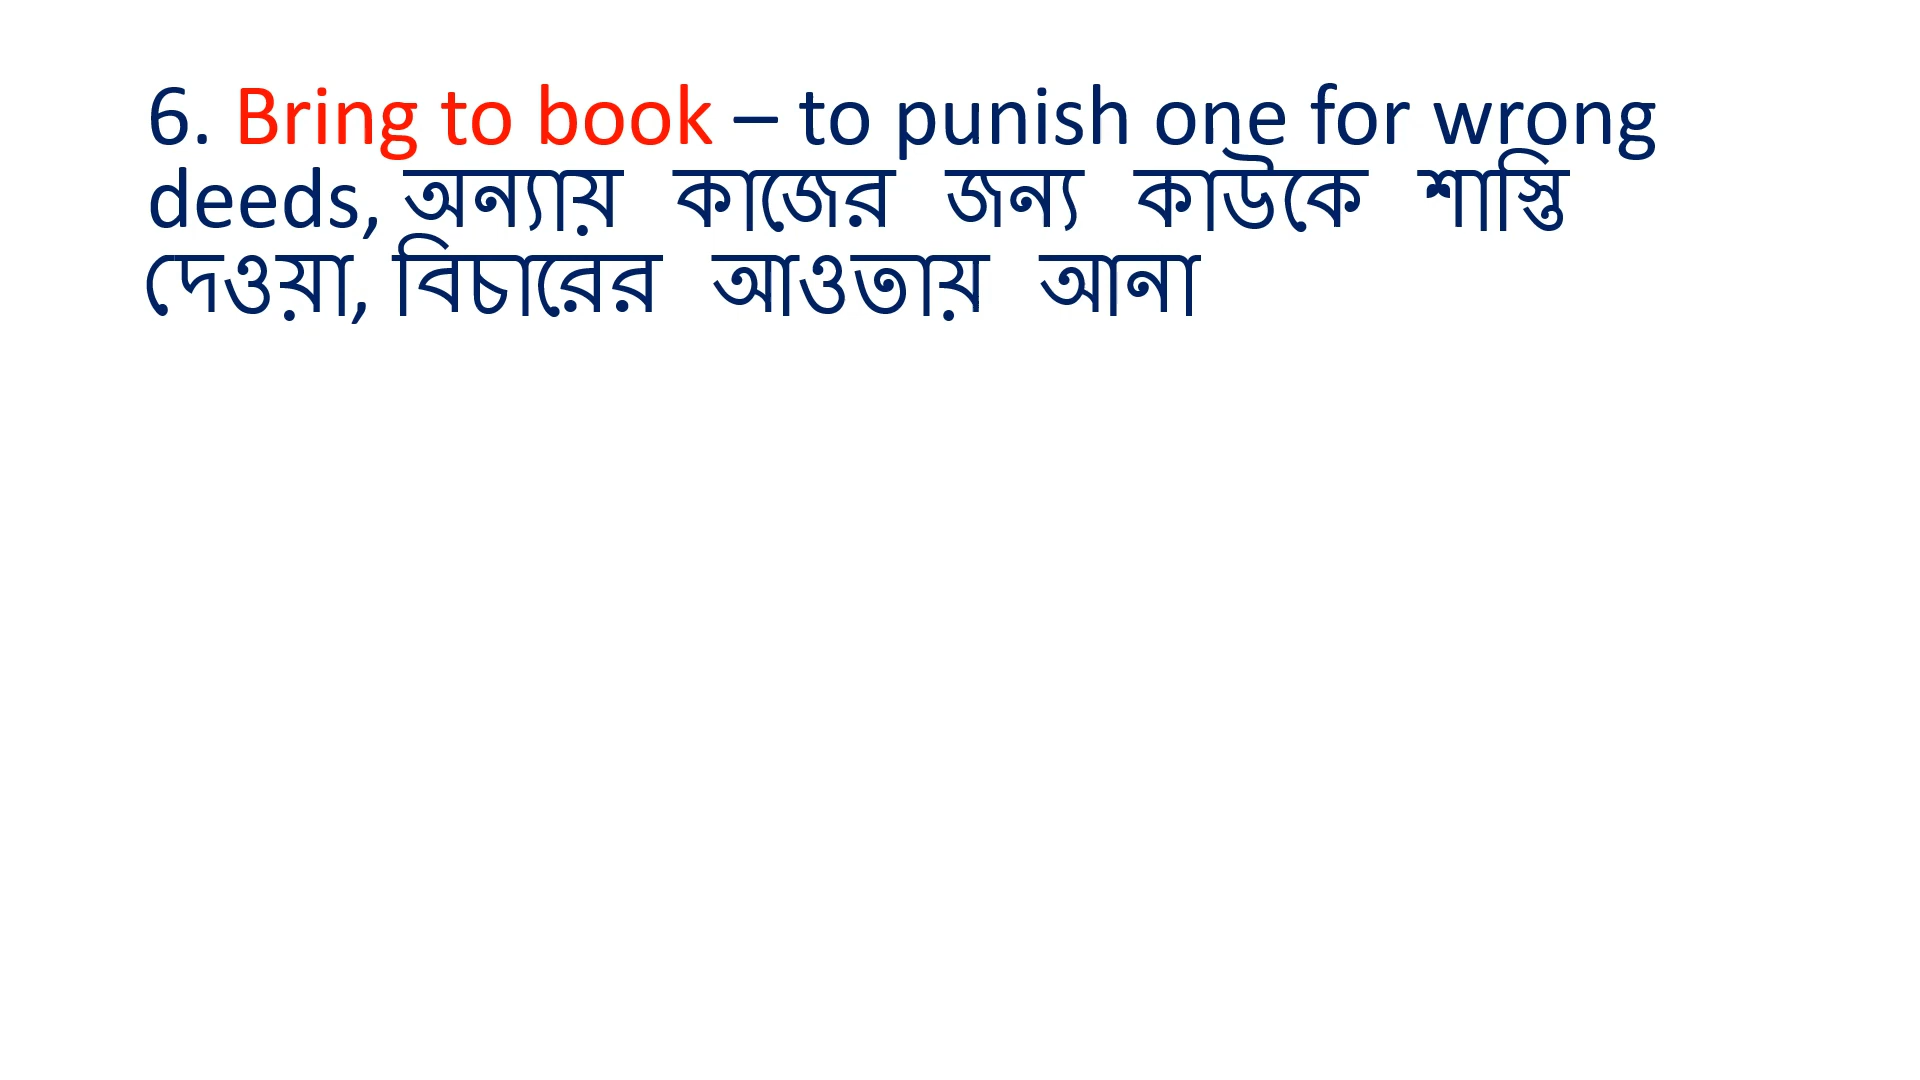 6. Bring to book – to punish one for wrong
deeds, অন্যায় কাজের জন্য কাউকে শাস্তি
দেওয়া, বিচারের আওতায় আনা